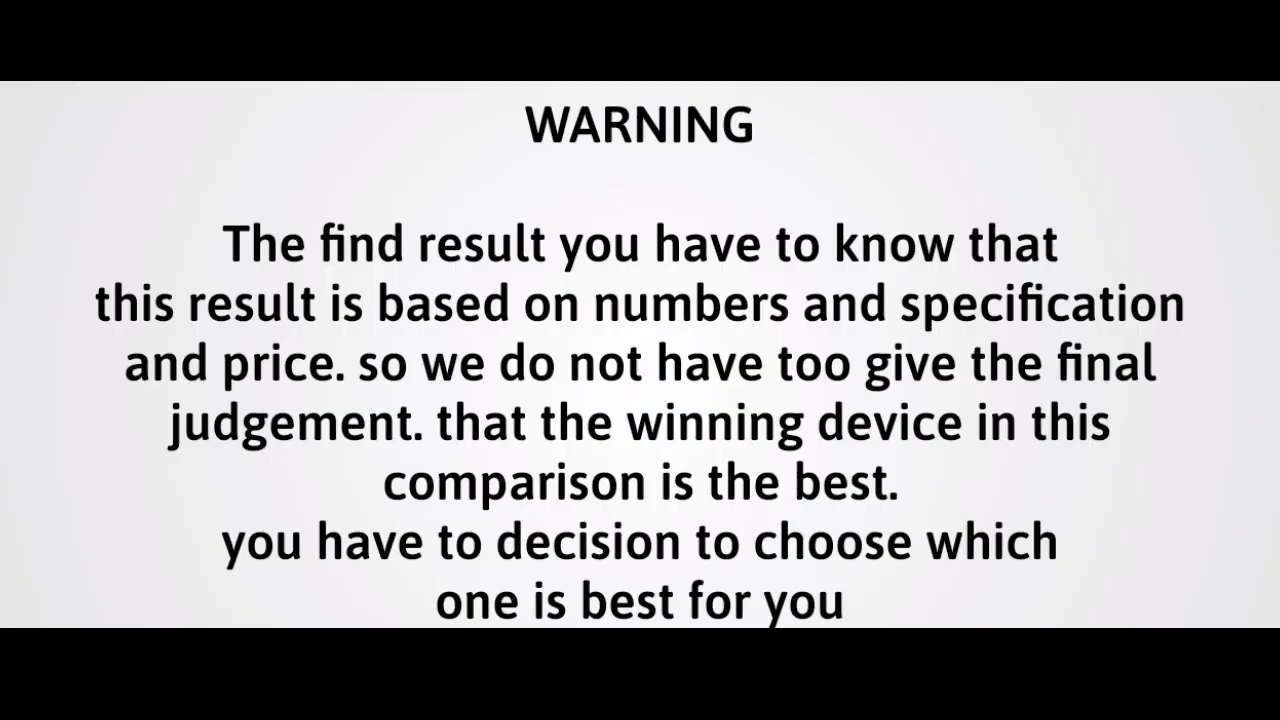 WARNING
The find result you have to know that
this result is based on numbers and specification
and price. so we do not have too give the final
judgement. that the winning device in this
comparison is the best.
you have to decision to choose which
one is best for you